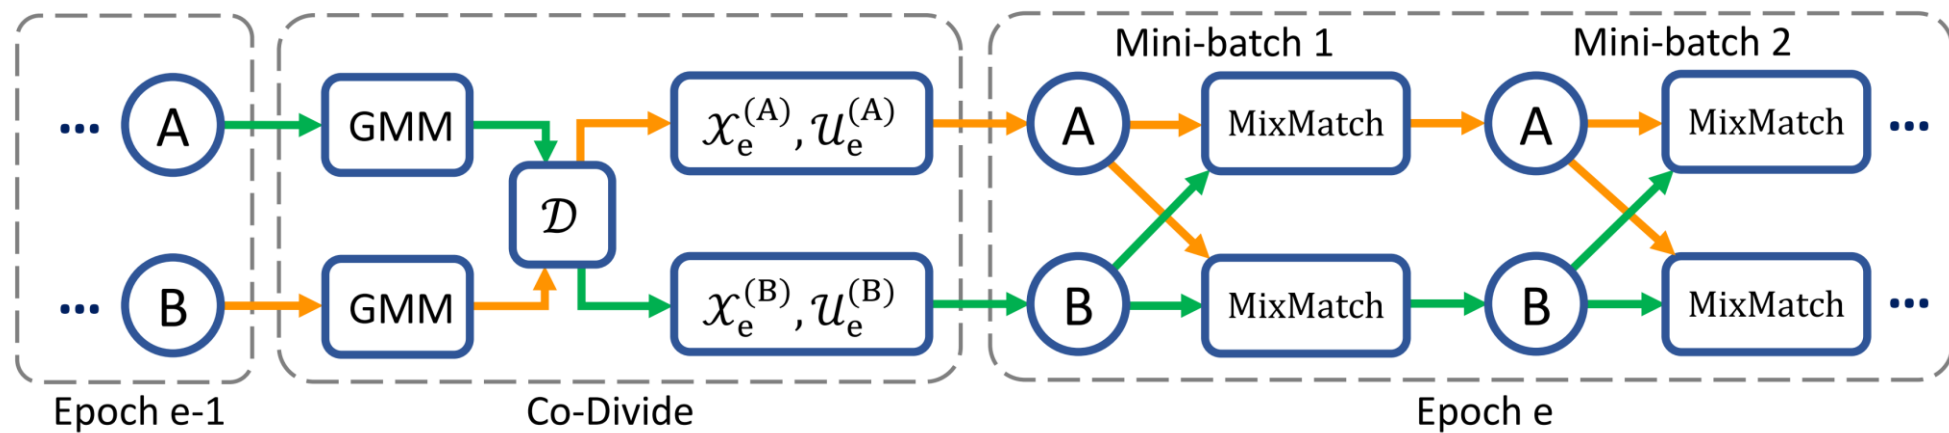 Mini-batch 1
Mini-batch 2
... A GMM 𝒳e(A), 𝒰e(A) A MixMatch A MixMatch ...
𝒟
... B GMM 𝒳e(B), 𝒰e(B) B MixMatch B MixMatch ...
Epoch e-1
Co-Divide
Epoch e